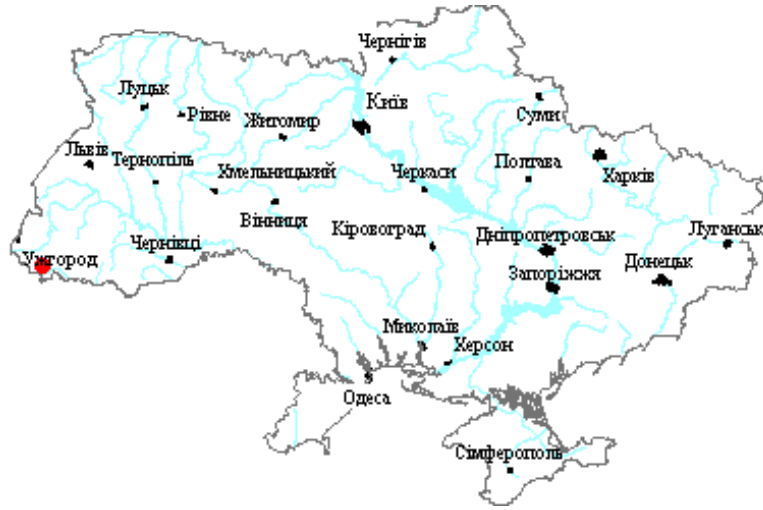 Чернігів
Луцьк
Рівне
Київ
Суми
Житомир
Львів
Тернопіль
Хмельницький
Полтава
Харків
Черкаси
Вінниця
Кіровоград
Дніпропетровськ
Луганськ
Чернівці
Ужгород
Запоріжжя
Донецьк
Миколаїв
Херсон
Одеса
Сімферополь